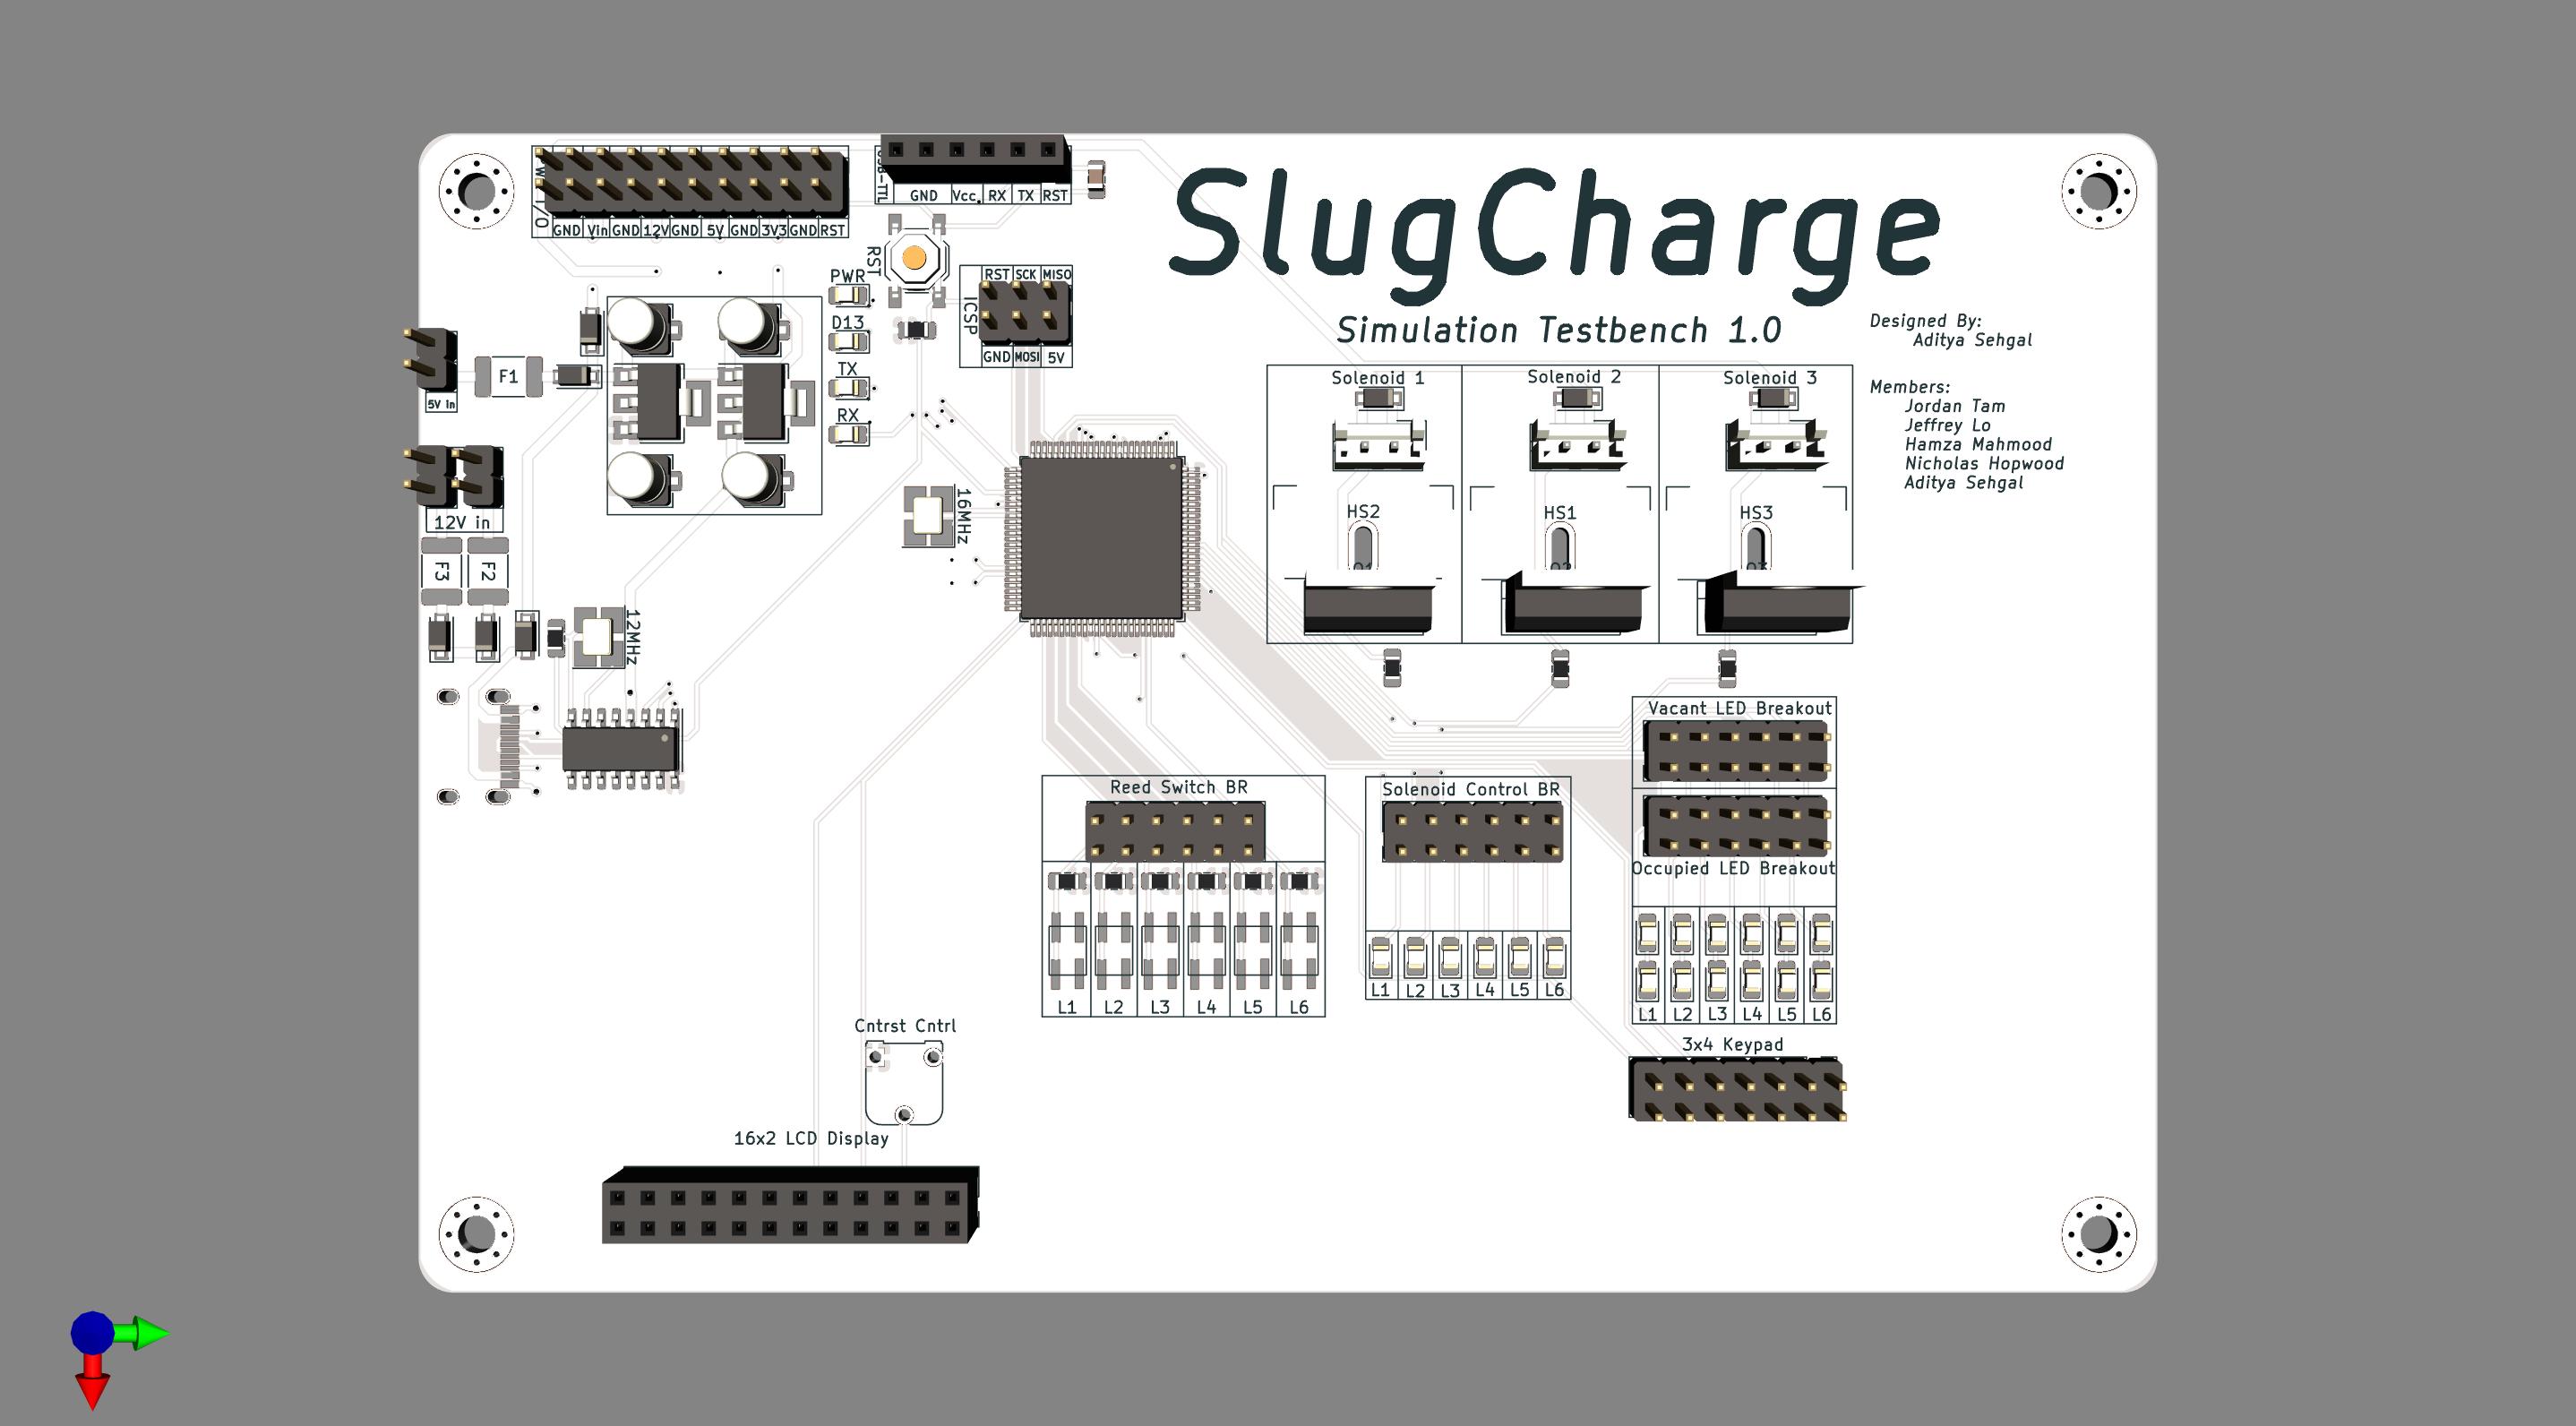 SlugCharge
Simulation Testbench 1.0
Designed By:
Aditya Sehgal
Members:
Jordan Tam
Jeffrey Lo
Hamza Mahmood
Nicholas Hopwood
Aditya Sehgal
I/O
GND Vin GND 12V GND 5V GND 3V3 GND RST
-TTL
GND Vcc RX TX RST
RST
PWR
D13
TX
RX
ICSP
RST SCK MISO
GND MOSI 5V
5V in
F1
12V in
F3 F2
12MHz
16MHz
Solenoid 1 Solenoid 2 Solenoid 3
HS2 HS1 HS3
Vacant LED Breakout
Occupied LED Breakout
L1 L2 L3 L4 L5 L6
Reed Switch BR
L1 L2 L3 L4 L5 L6
Solenoid Control BR
L1 L2 L3 L4 L5 L6
3x4 Keypad
Cntrst Cntrl
16x2 LCD Display